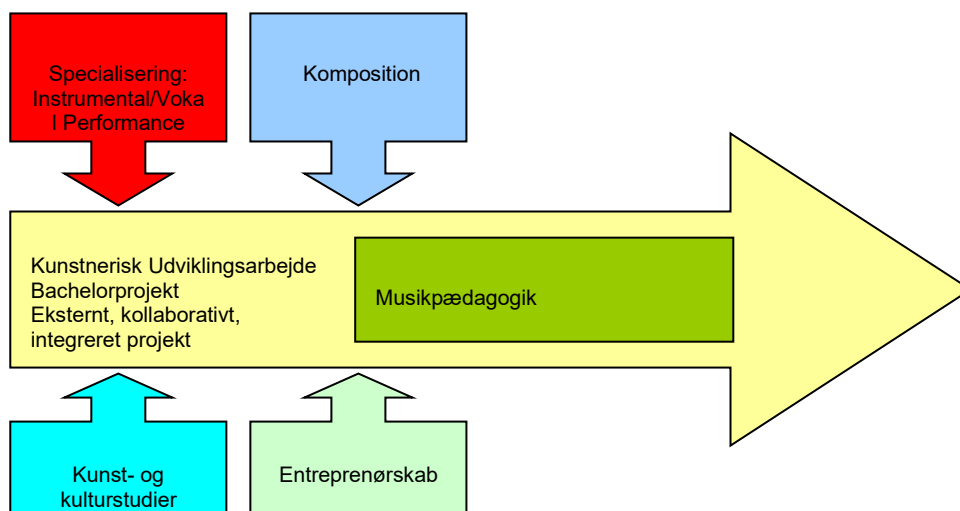 Specialisering:
Instrumental/Voka
l Performance
Komposition
Kunstnerisk Udviklingsarbejde
Bachelorprojekt
Eksternt, kollaborativt,
integreret projekt
Musikpædagogik
Kunst- og
kulturstudier
Entreprenørskab